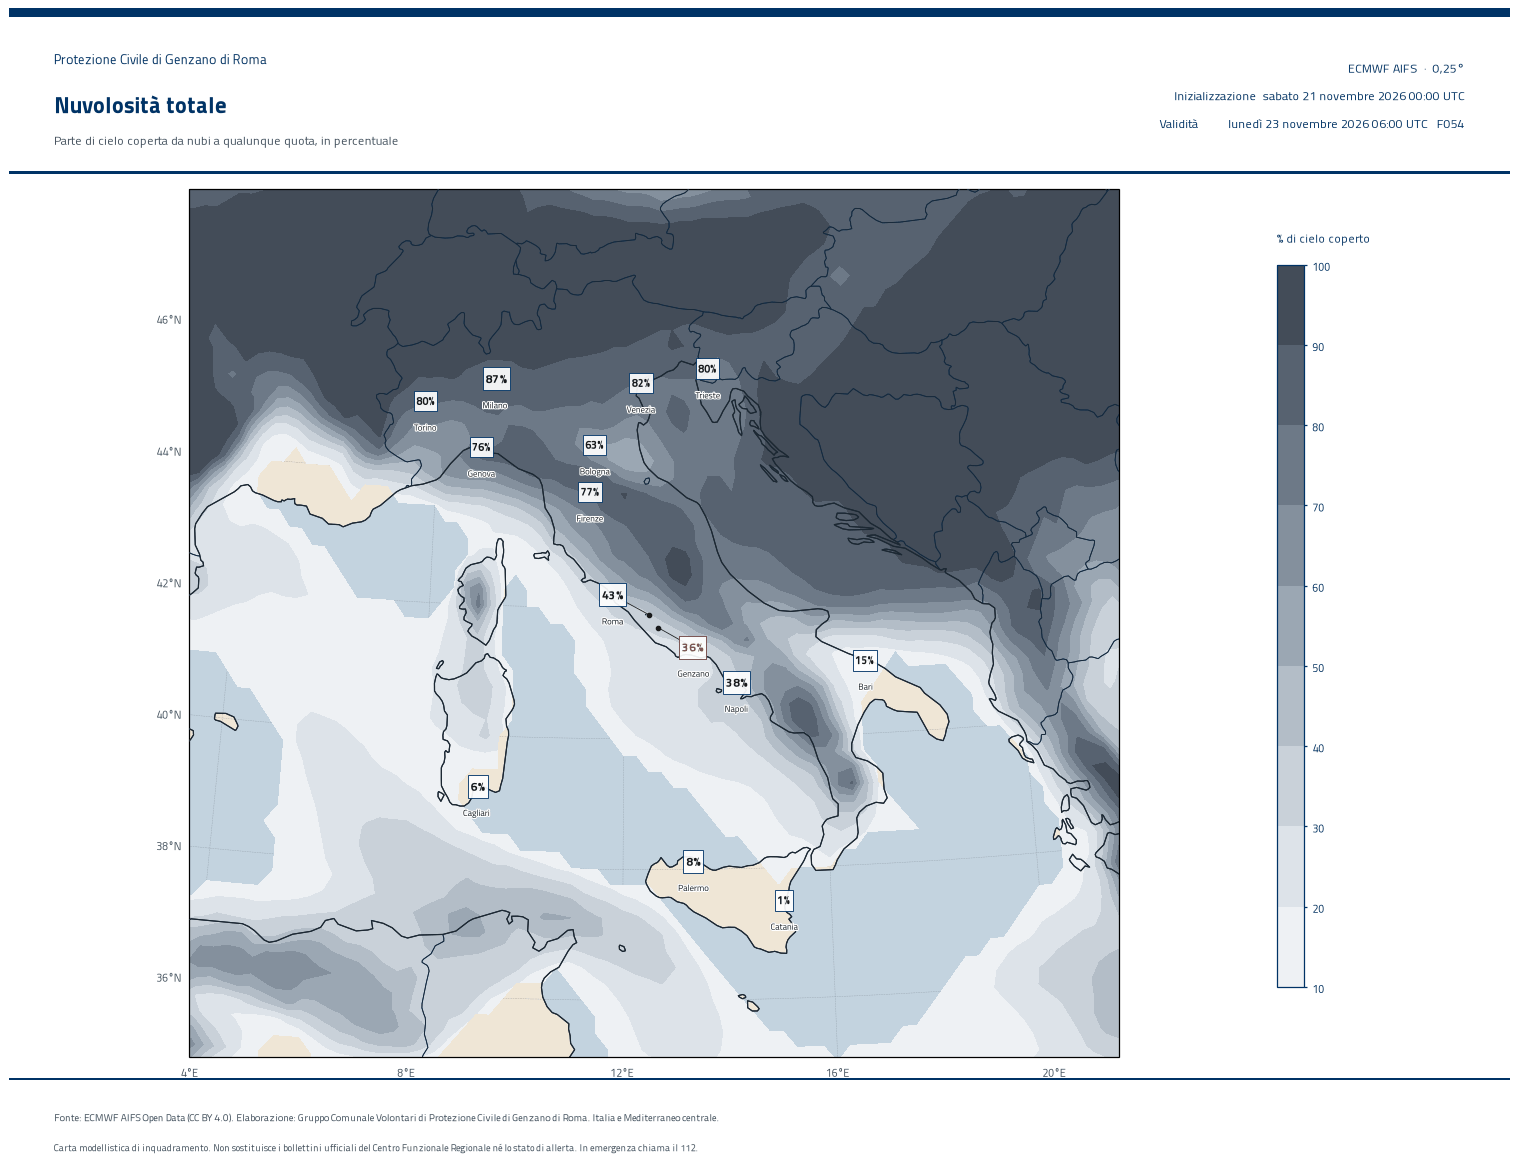 Protezione Civile di Genzano di Roma
Nuvolosità totale
Parte di cielo coperta da nubi a qualunque quota, in percentuale
ECMWF AIFS · 0,25°
Inizializzazione sabato 21 novembre 2026 00:00 UTC
Validità lunedì 23 novembre 2026 06:00 UTC F054
% di cielo coperto
100
90
80
70
60
50
40
30
20
10
46°N
44°N
42°N
40°N
38°N
36°N
4°E
8°E
12°E
16°E
20°E
80%
Torino
87%
Milano
82%
Venezia
80%
Trieste
76%
Genova
63%
Bologna
77%
Firenze
43%
Roma
36%
Genzano
38%
Napoli
15%
Bari
6%
Cagliari
8%
Palermo
1%
Catania
Fonte: ECMWF AIFS Open Data (CC BY 4.0). Elaborazione: Gruppo Comunale Volontari di Protezione Civile di Genzano di Roma. Italia e Mediterraneo centrale.
Carta modellistica di inquadramento. Non sostituisce i bollettini ufficiali del Centro Funzionale Regionale né lo stato di allerta. In emergenza chiama il 112.